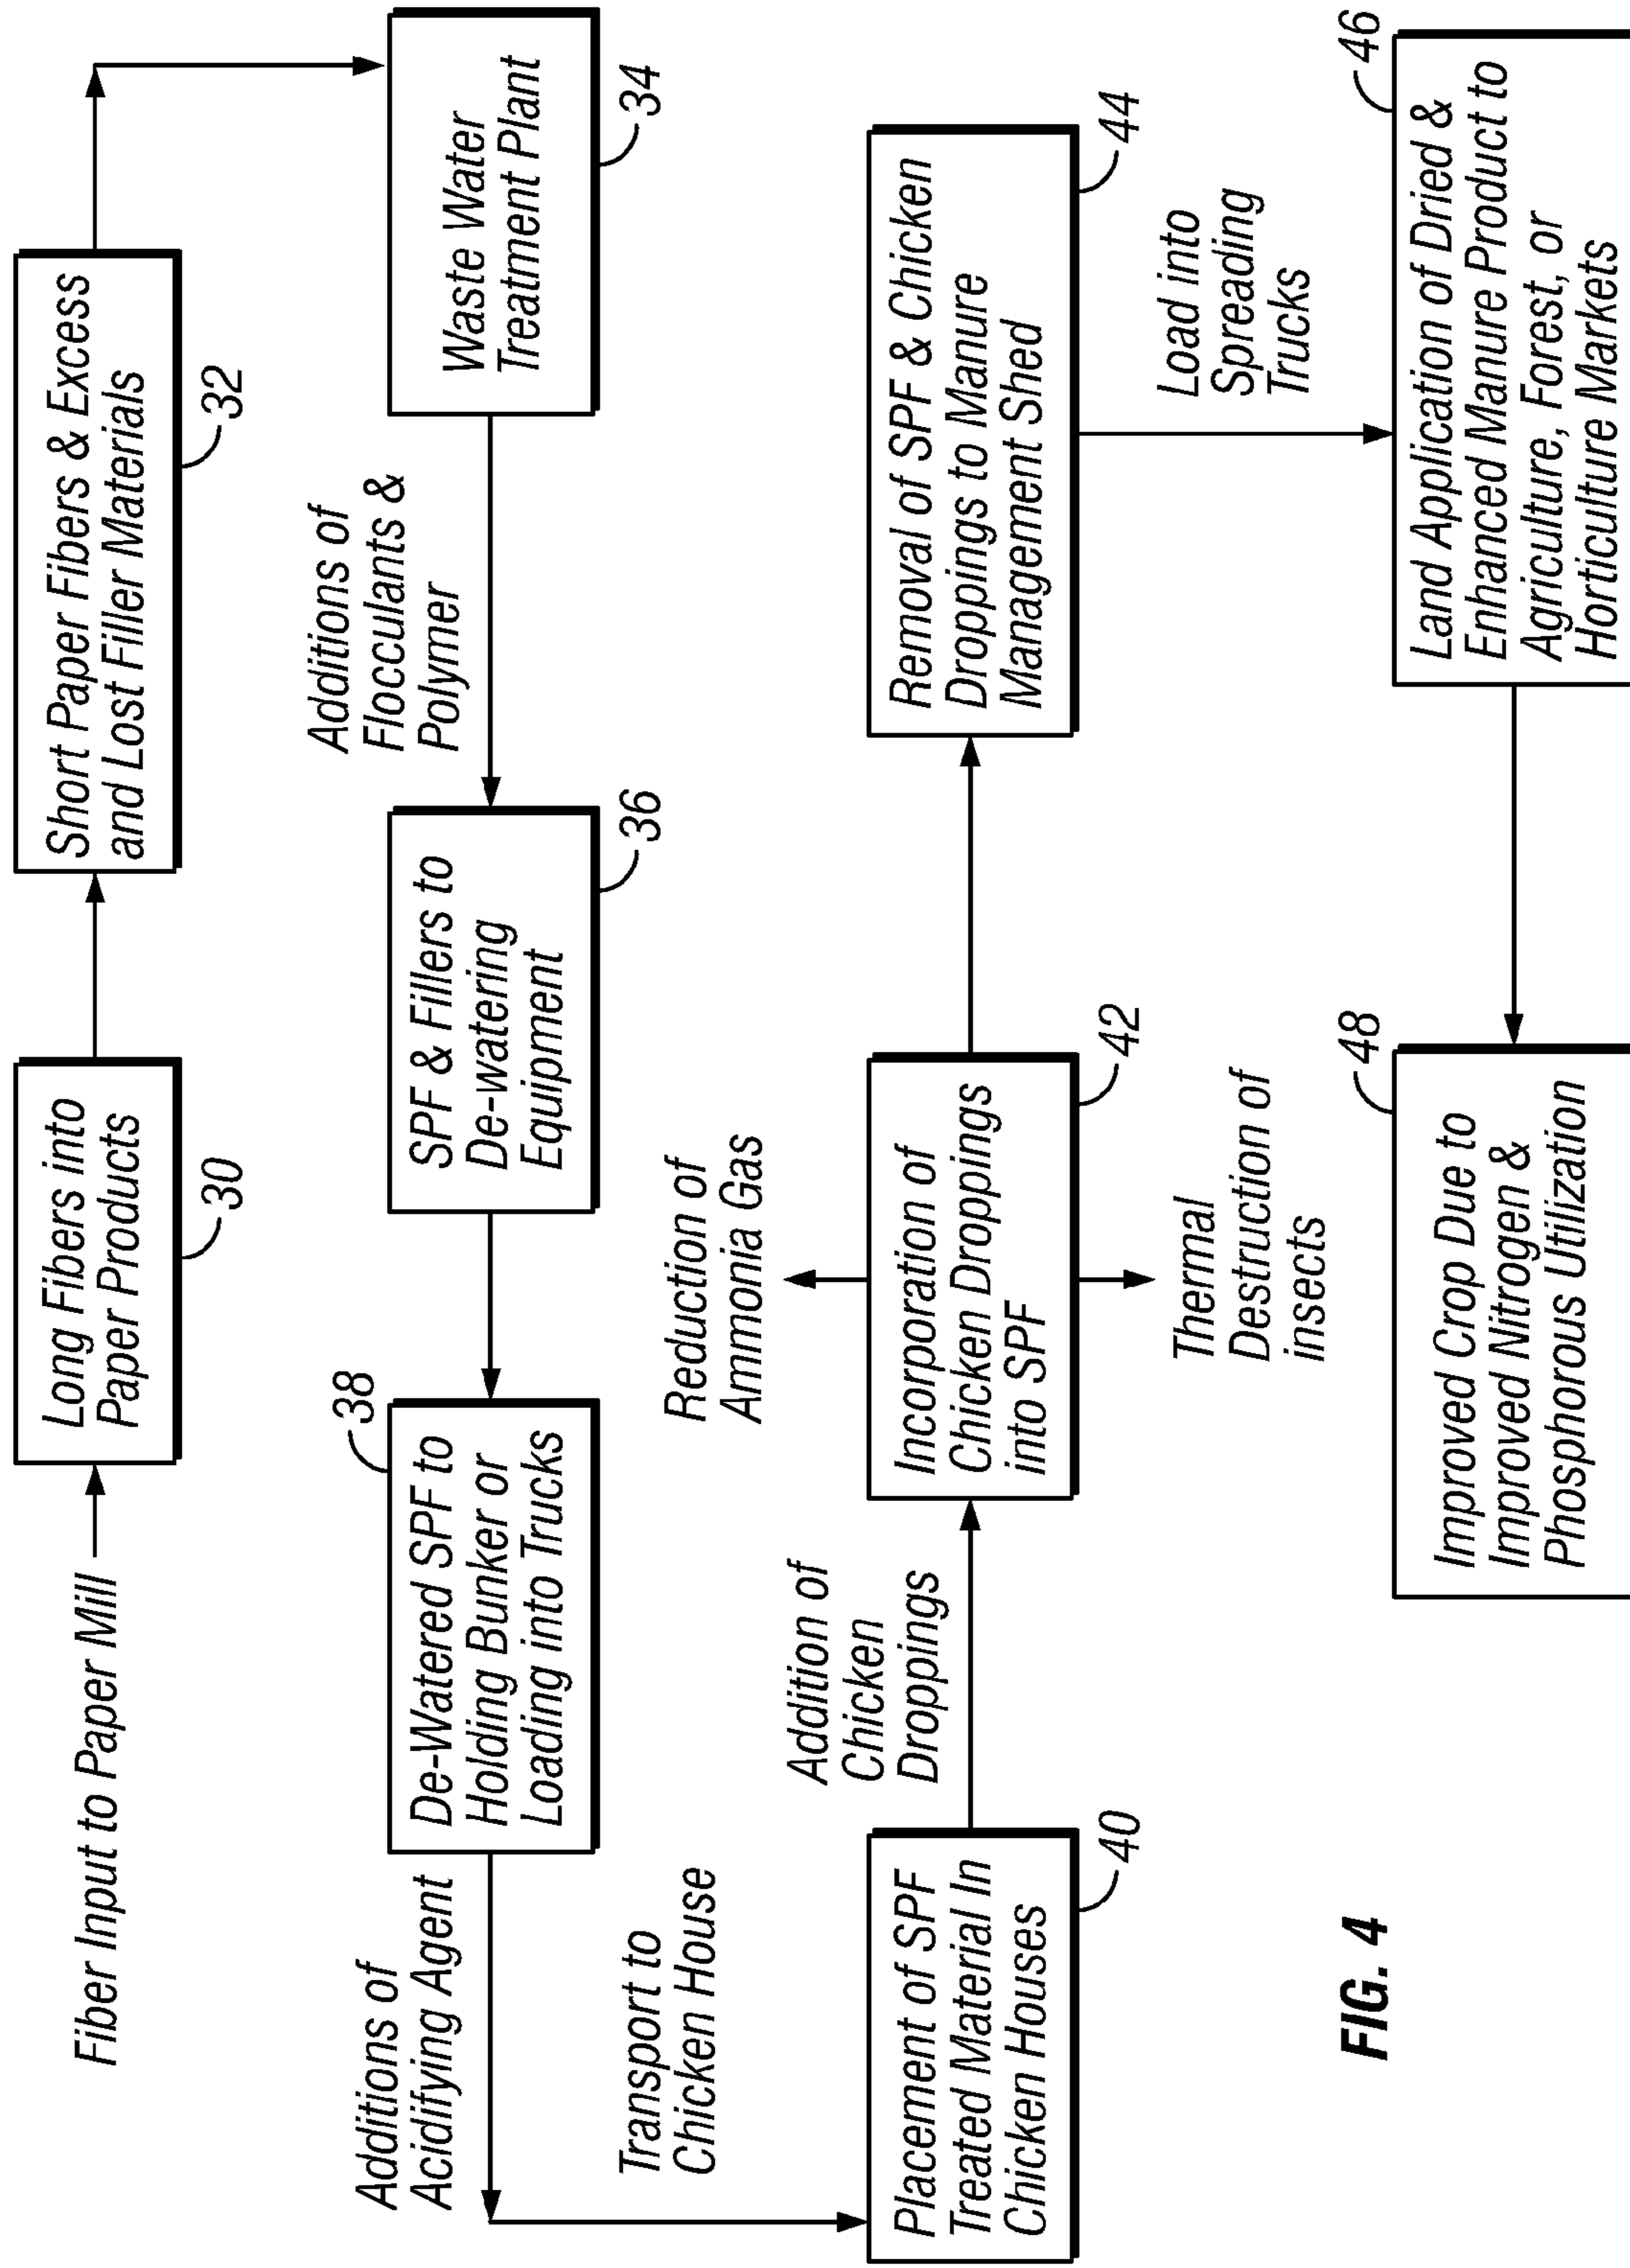 Fiber Input to Paper Mill
Long Fibers into
Paper Products
30
Short Paper Fibers & Excess
and Lost Filler Materials
32
Waste Water
Treatment Plant
34
Additions of
Flocculants &
Polymer
SPF & Fillers to
De-watering
Equipment
36
De-Watered SPF to
Holding Bunker or
Loading into Trucks
38
Additions of
Acidifying Agent
Transport to
Chicken House
Placement of SPF
Treated Material In
Chicken Houses
40
Addition of
Chicken
Droppings
Incorporation of
Chicken Droppings
into SPF
42
Reduction of
Ammonia Gas
Thermal
Destruction of
insects
Removal of SPF & Chicken
Droppings to Manure
Management Shed
44
Load into
Spreading
Trucks
Land Application of Dried &
Enhanced Manure Product to
Agriculture, Forest, or
Horticulture Markets
46
Improved Crop Due to
Improved Nitrogen &
Phosphorous Utilization
48
FIG. 4